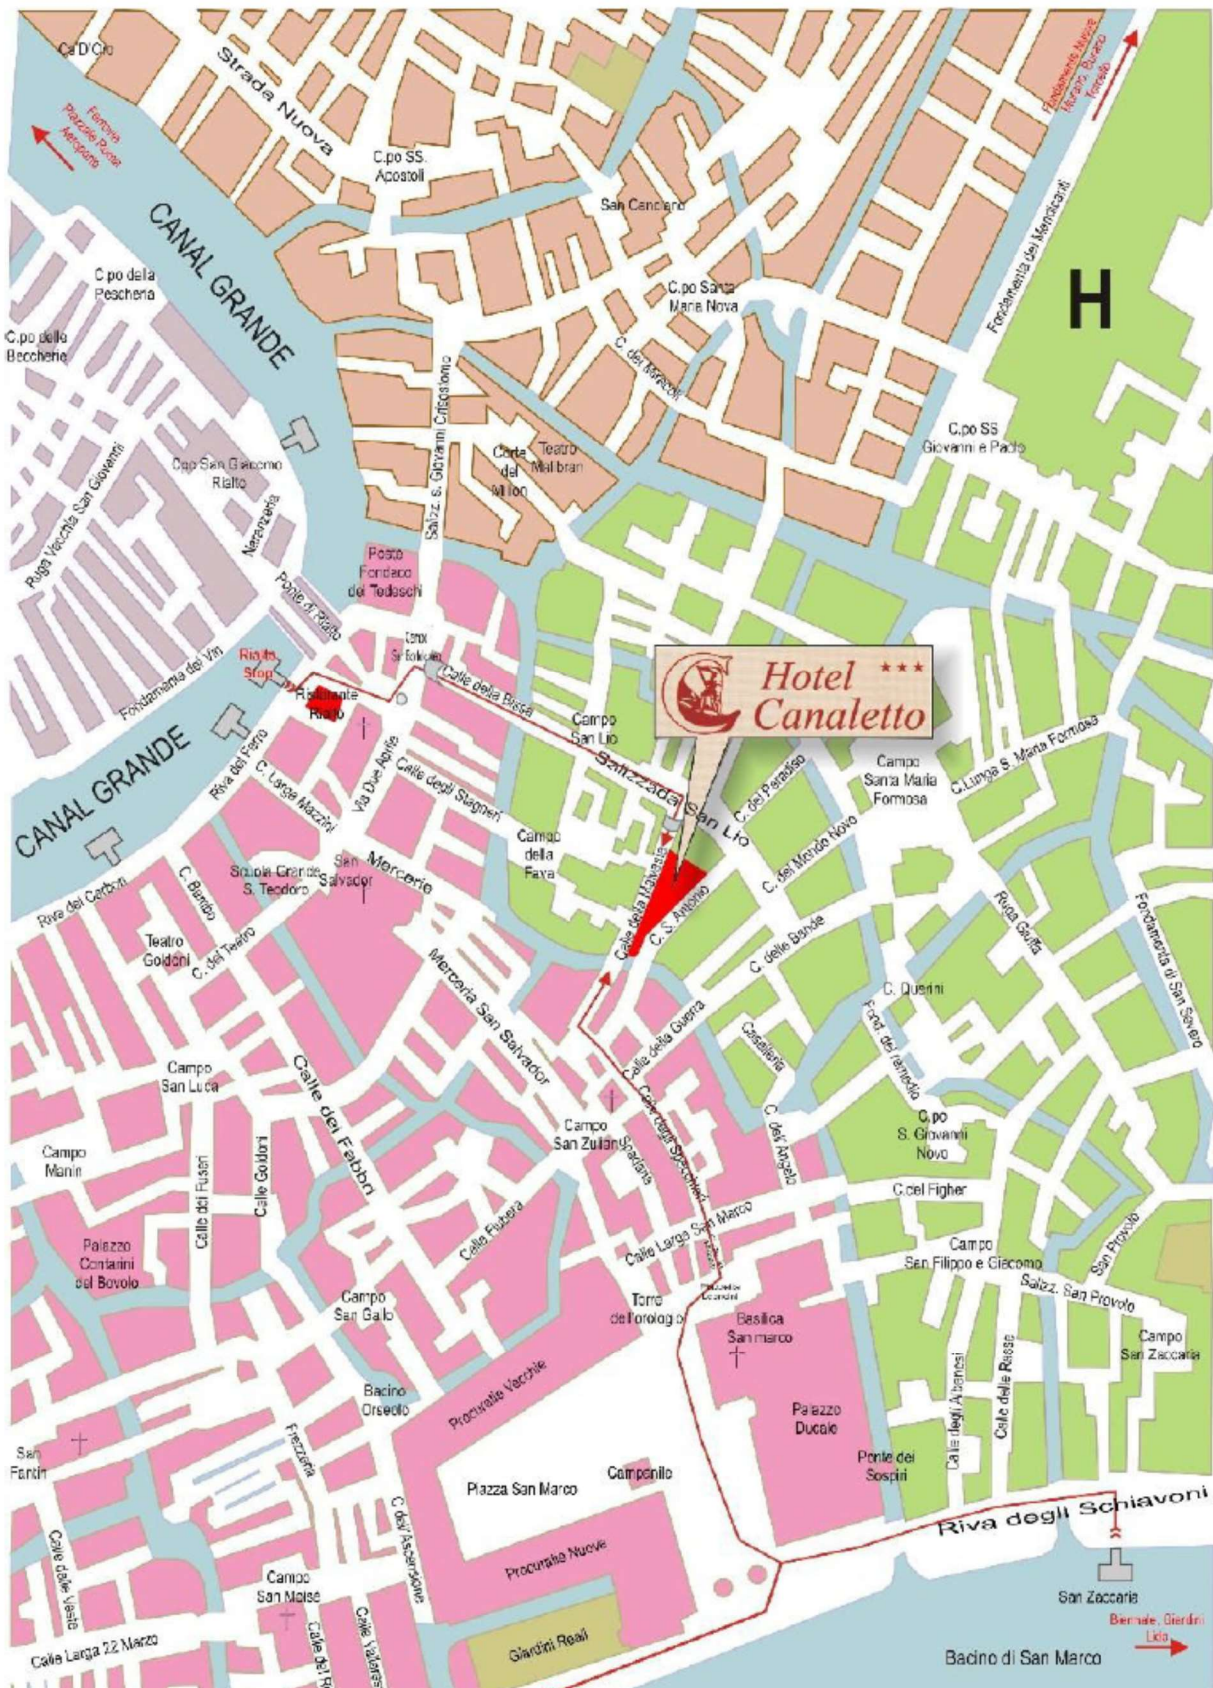 Ca'D'Oro
Strada Nuova
Ferrovia
Piazzale Roma
Aeroporto
Fondamente Nuove
Murano, Burano
Torcello
C.po SS.
Apostoli
San Canciano
CANAL GRANDE
C.po della
Pescheria
C.po delle
Beccherie
C.po Santa
Maria Nova
C. dei Miracoli
Fondamenta dei Mendicanti
H
C.po SS
Giovanni e Paolo
Salizz. s. Giovanni Crisostomo
Corte
del
Milion
Teatro
Malibran
Cpo San Giacomo
Rialto
Ruga Vecchia San Giovanni
Naranzeria
Ponte di Rialto
Posto
Fondaco
dei Tedeschi
Fondamenta del Vin
Rialto
Stop
Ristorante
Rialto
Calle della Bissa
Hotel ***
Canaletto
Campo
San Lio
Salizzada San Lio
C. del Paradiso
Campo
Santa Maria
Formosa
C.Lunga S. Maria Formosa
CANAL GRANDE
Riva del Ferro
C. Larga Mazzini
Via Due Aprile
Calle degli Stagneri
Campo
della
Fava
Calle della Malvasia
C. S. Antonio
C. del Mondo Novo
Ruga Giuffa
Fondamenta di San Severo
Riva del Carbon
C. Bembo
Scuola Grande
S. Teodoro
San
Salvador
Mercerie
Teatro
Goldoni
C. del Teatro
Merceria San Salvador
C. delle Bande
C. Querini
Fond. del remedio
Calle della Guerra
Casselleria
Campo
San Luca
Calle dei Fabbri
Campo
Manin
Calle dei Fuseri
Calle Goldoni
Campo
San Zulian
Spadaria
Calle degli Specchieri
C. dell'Angelo
C.po
S. Giovanni
Novo
C.del Figher
Calle Fiubera
Calle Larga San Marco
Palazzo
Contarini
del Bovolo
Campo
San Gallo
Torre
dell'orologio
Basilica
San marco
Campo
San Filippo e Giacomo
San Provolo
Salizz. San Provolo
Campo
San Zaccaria
Bacino
Orseolo
Procuratie Vecchie
Palazzo
Ducale
Calle degli Albanesi
Calle delle Rasse
San
Fantin
Frezzeria
Piazza San Marco
Campanile
Ponte dei
Sospiri
Riva degli Schiavoni
Calle delle Veste
C. dell'Ascensione
Procuratie Nuove
Campo
San Moise
Calle Larga 22 Marzo
Giardini Reali
San Zaccaria
Biennale, Giardini
Lido
Bacino di San Marco